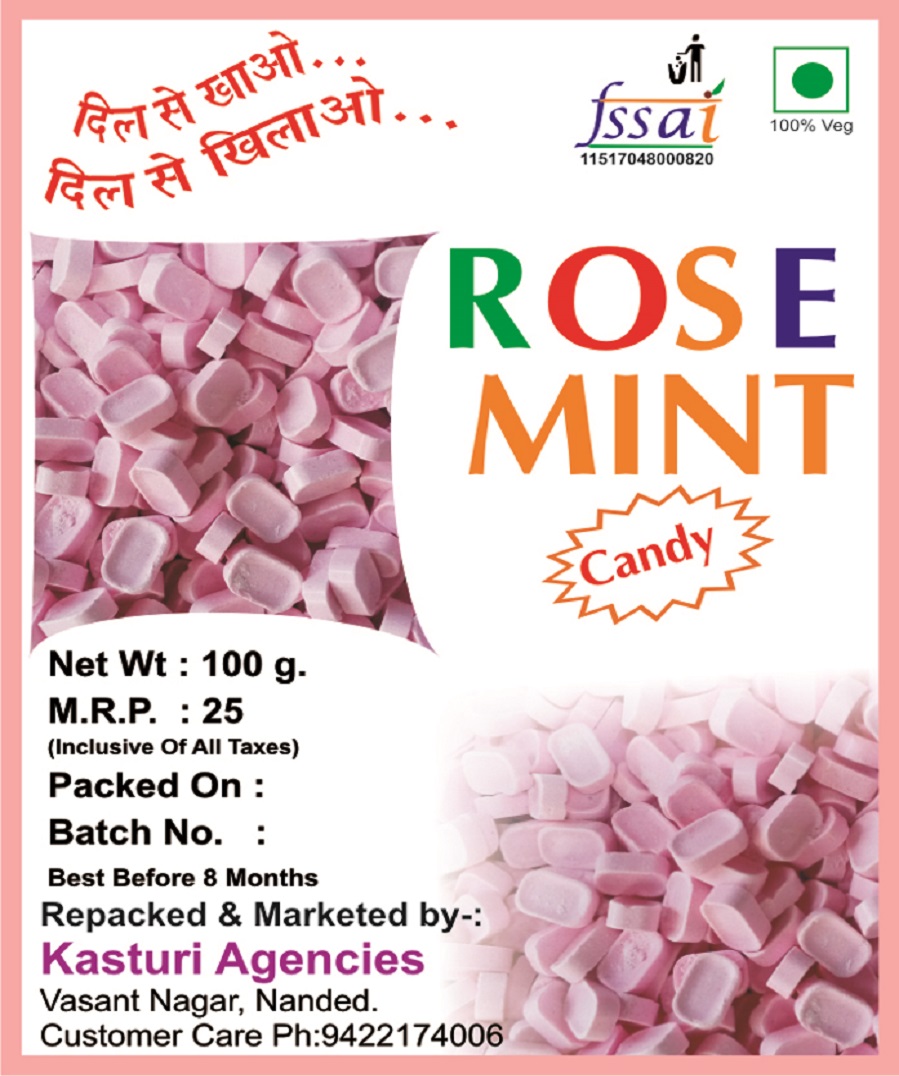 दिल से खाओ...
दिल से खिलाओ...
fssai
11517048000820
100% Veg
ROSE
MINT
Candy
Net Wt : 100 g.
M.R.P. : 25
(Inclusive Of All Taxes)
Packed On :
Batch No. :
Best Before 8 Months
Repacked & Marketed by-:
Kasturi Agencies
Vasant Nagar, Nanded.
Customer Care Ph:9422174006